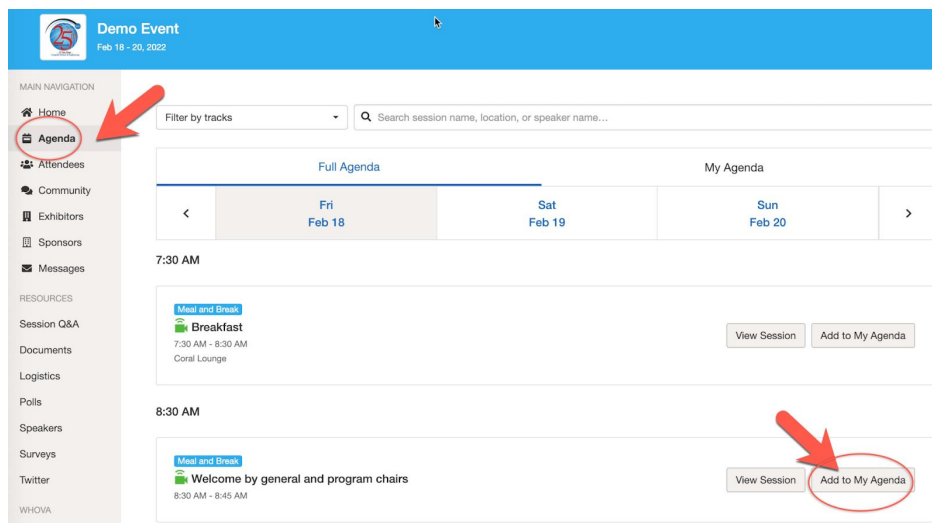 25
Demo Event
Feb 18 - 20, 2022
MAIN NAVIGATION
Home
Agenda
Attendees
Community
Exhibitors
Sponsors
Messages
RESOURCES
Session Q&A
Documents
Logistics
Polls
Speakers
Surveys
Twitter
WHOVA
Filter by tracks
Search session name, location, or speaker name...
Full Agenda
My Agenda
Fri
Feb 18
Sat
Feb 19
Sun
Feb 20
7:30 AM
Meal and Break
Breakfast
7:30 AM - 8:30 AM
Coral Lounge
View Session
Add to My Agenda
8:30 AM
Meal and Break
Welcome by general and program chairs
8:30 AM - 8:45 AM
View Session
Add to My Agenda